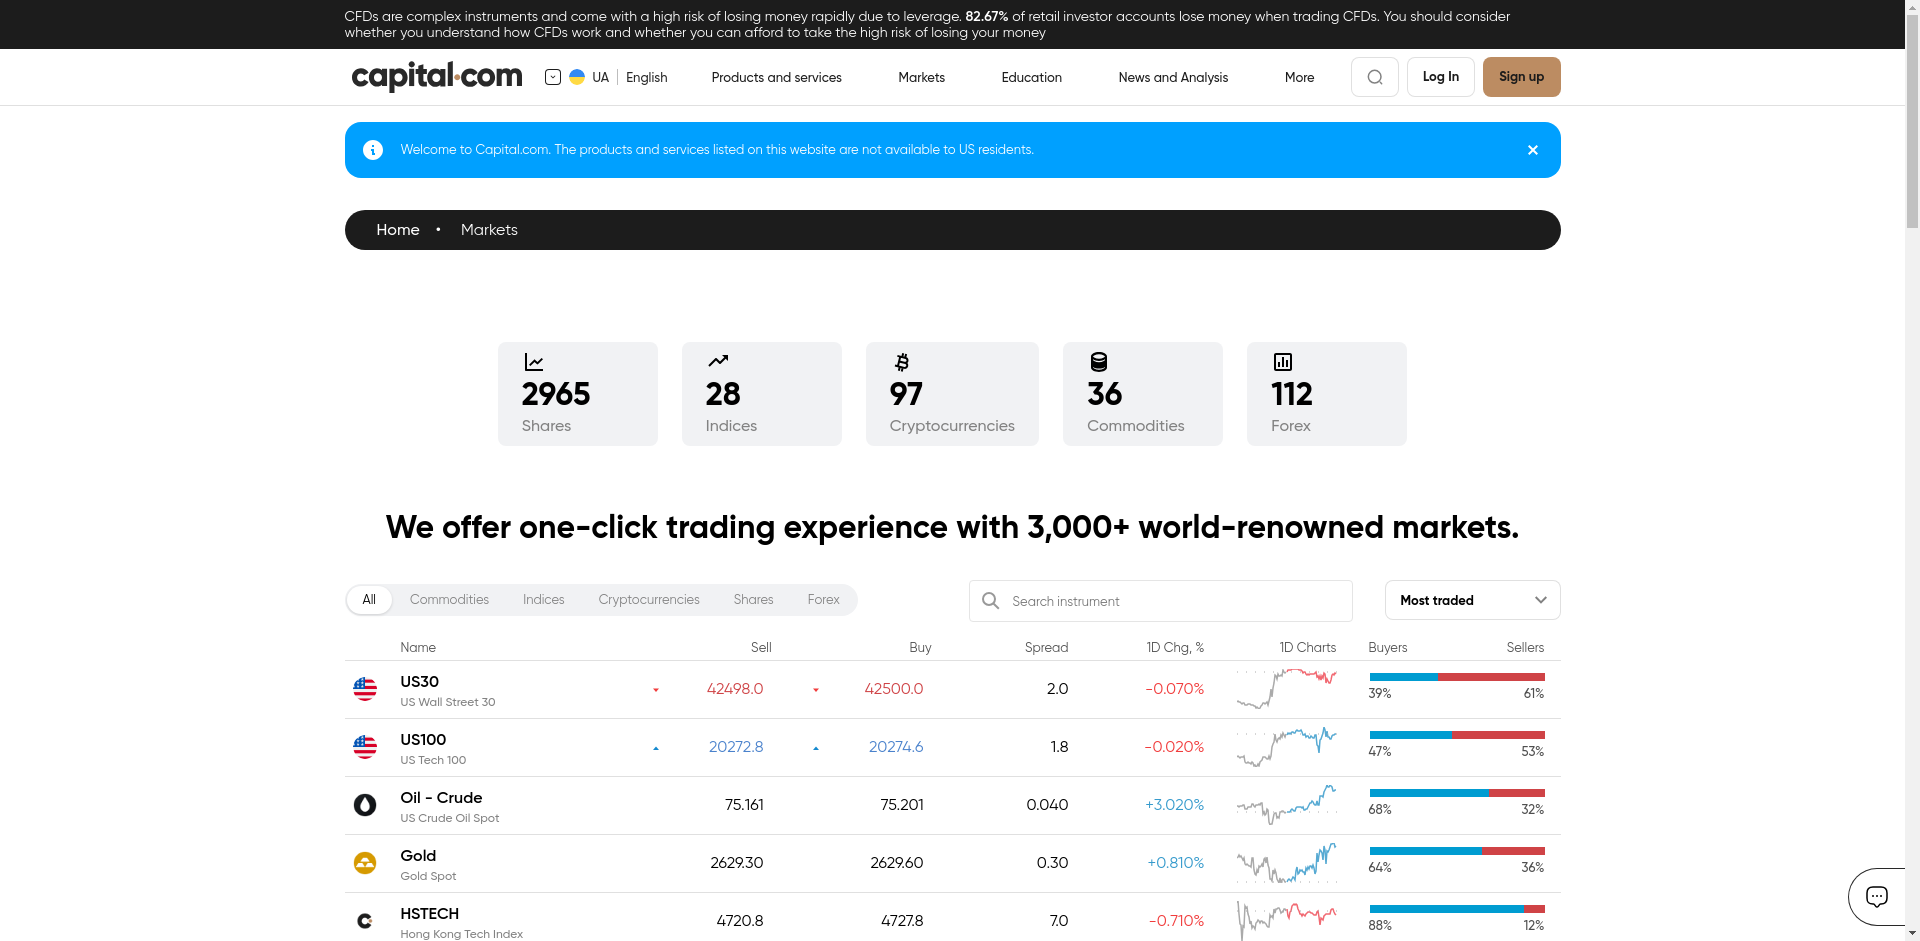 CFDs are complex instruments and come with a high risk of losing money rapidly due to leverage. 82.67% of retail investor accounts lose money when trading CFDs. You should consider
whether you understand how CFDs work and whether you can afford to take the high risk of losing your money
capital.com UA English Products and services Markets Education News and Analysis More Log In Sign up
Welcome to Capital.com. The products and services listed on this website are not available to US residents.
Home • Markets
2965 28 97 36 112
Shares Indices Cryptocurrencies Commodities Forex
We offer one-click trading experience with 3,000+ world-renowned markets.
All Commodities Indices Cryptocurrencies Shares Forex Search instrument Most traded
Name Sell Buy Spread 1D Chg, % 1D Charts Buyers Sellers
US30 42498.0 42500.0 2.0 -0.070%
US Wall Street 30 39% 61%
US100 20272.8 20274.6 1.8 -0.020%
US Tech 100 47% 53%
Oil - Crude 75.161 75.201 0.040 +3.020%
US Crude Oil Spot 68% 32%
Gold 2629.30 2629.60 0.30 +0.810%
Gold Spot 64% 36%
HSTECH 4720.8 4727.8 7.0 -0.710%
Hong Kong Tech Index 88% 12%